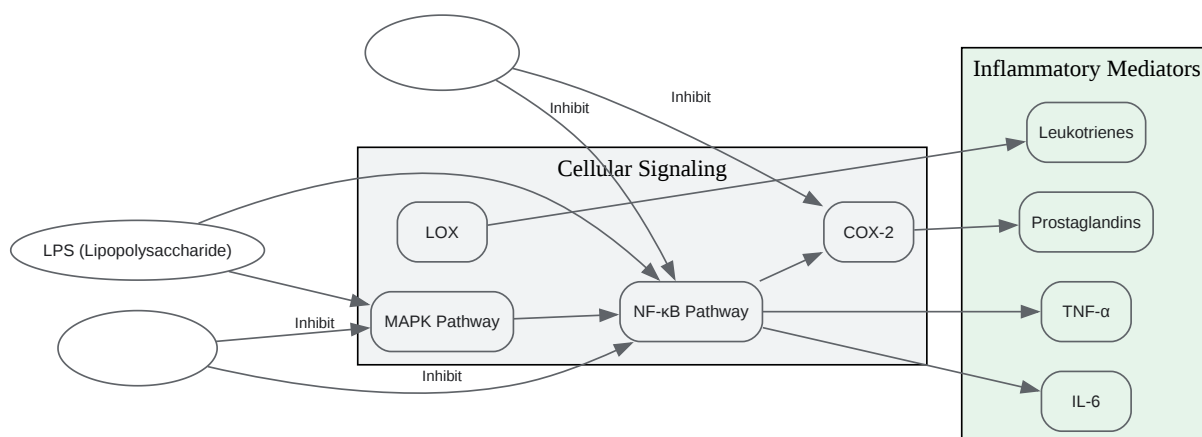 Inflammatory Mediators
Inhibit
Inhibit
Leukotrienes
Cellular Signaling
Prostaglandins
LOX
COX-2
LPS (Lipopolysaccharide)
MAPK Pathway
NF-κB Pathway
TNF-α
Inhibit
Inhibit
IL-6